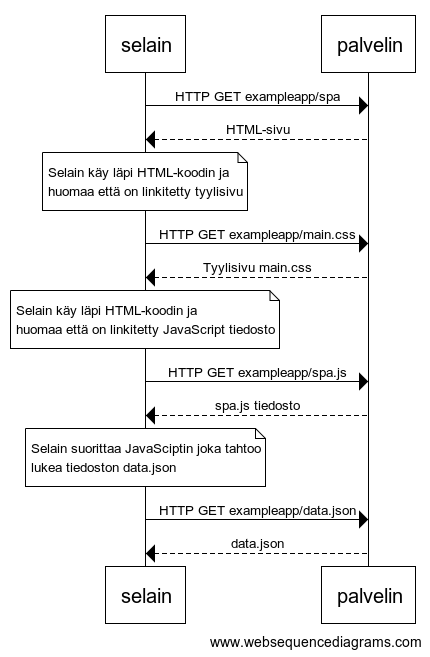 selain
palvelin
HTTP GET exampleapp/spa
HTML-sivu
Selain käy läpi HTML-koodin ja
huomaa että on linkitetty tyylisivu
HTTP GET exampleapp/main.css
Tyylisivu main.css
Selain käy läpi HTML-koodin ja
huomaa että on linkitetty JavaScript tiedosto
HTTP GET exampleapp/spa.js
spa.js tiedosto
Selain suorittaa JavaSciptin joka tahtoo
lukea tiedoston data.json
HTTP GET exampleapp/data.json
data.json
selain
palvelin
www.websequencediagrams.com